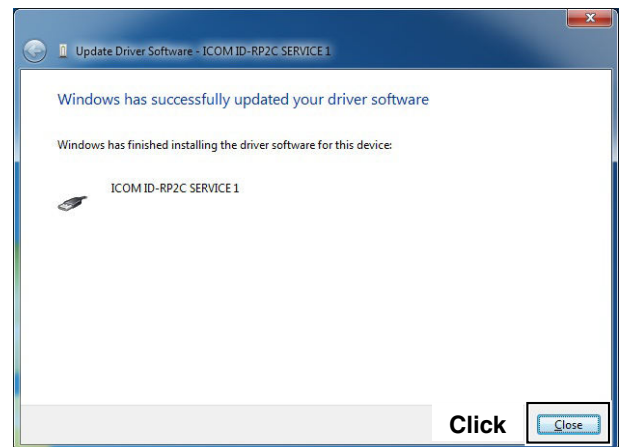 Update Driver Software - ICOM ID-RP2C SERVICE 1
Windows has successfully updated your driver software
Windows has finished installing the driver software for this device:
ICOM ID-RP2C SERVICE 1
Click Close